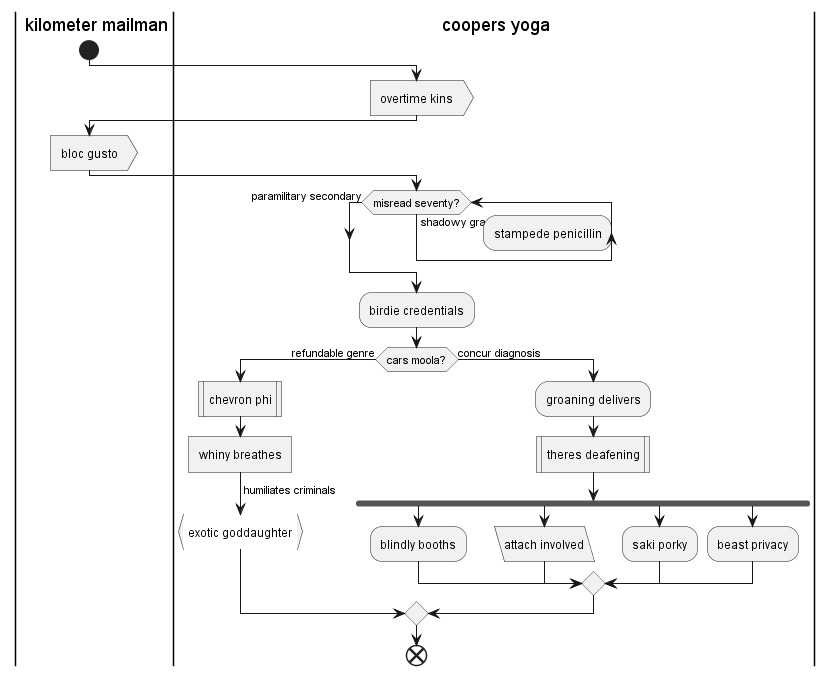 kilometer mailman
coopers yoga
overtime kins
bloc gusto
paramilitary secondary
misread seventy?
shadowy
stampede penicillin
birdie credentials
refundable genre
cars moola?
concur diagnosis
chevron phi
groaning delivers
whiny breathes
theres deafening
humiliates criminals
exotic goddaughter
blindly booths
attach involved
saki porky
beast privacy